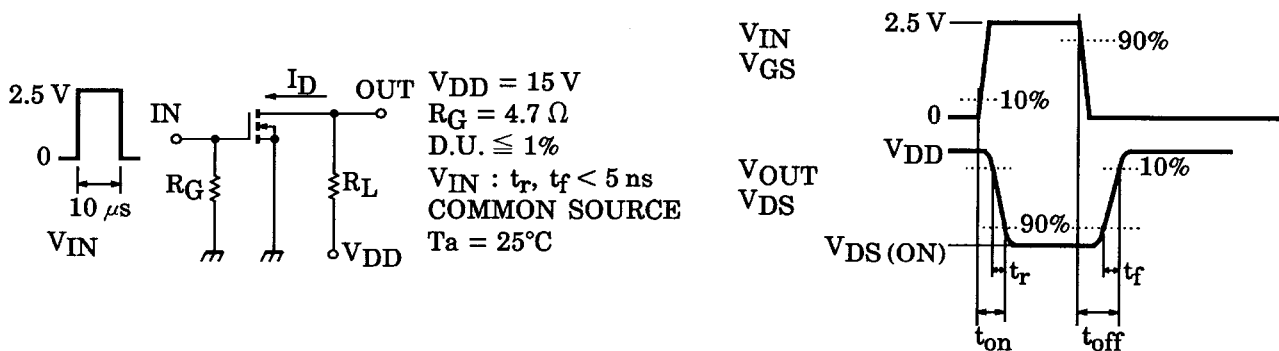 2.5 V
0
10 μs
V_IN
IN
R_G
I_D
OUT
R_L
V_DD
V_DD = 15 V
R_G = 4.7 Ω
D.U. ≦ 1%
V_IN : t_r, t_f < 5 ns
COMMON SOURCE
Ta = 25°C
V_IN
V_GS
2.5 V
90%
10%
0
V_DD
V_OUT
V_DS
10%
90%
V_DS (ON)
t_r
t_f
t_on
t_off